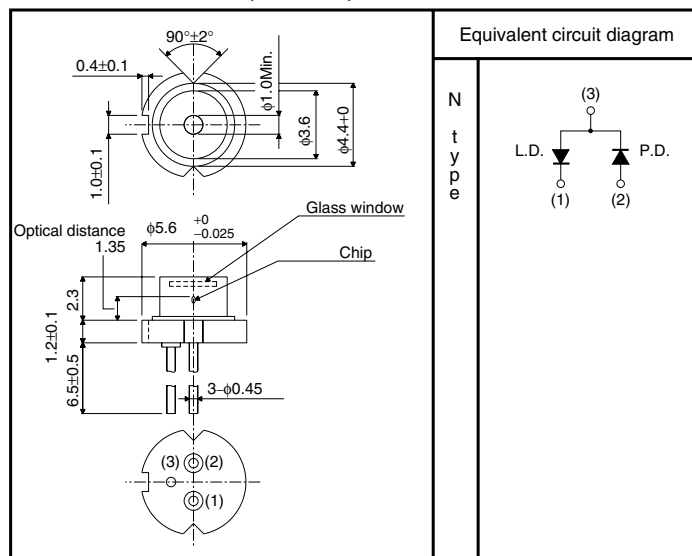 Equivalent circuit diagram
90°±2°
0.4±0.1
1.0±0.1
φ1.0Min.
φ3.6
φ4.4+0
Optical distance
1.35
φ5.6 +0
−0.025
Glass window
Chip
2.3
1.2±0.1
6.5±0.5
3–φ0.45
(3) (2)
(1)
N type
(3)
L.D. P.D.
(1) (2)